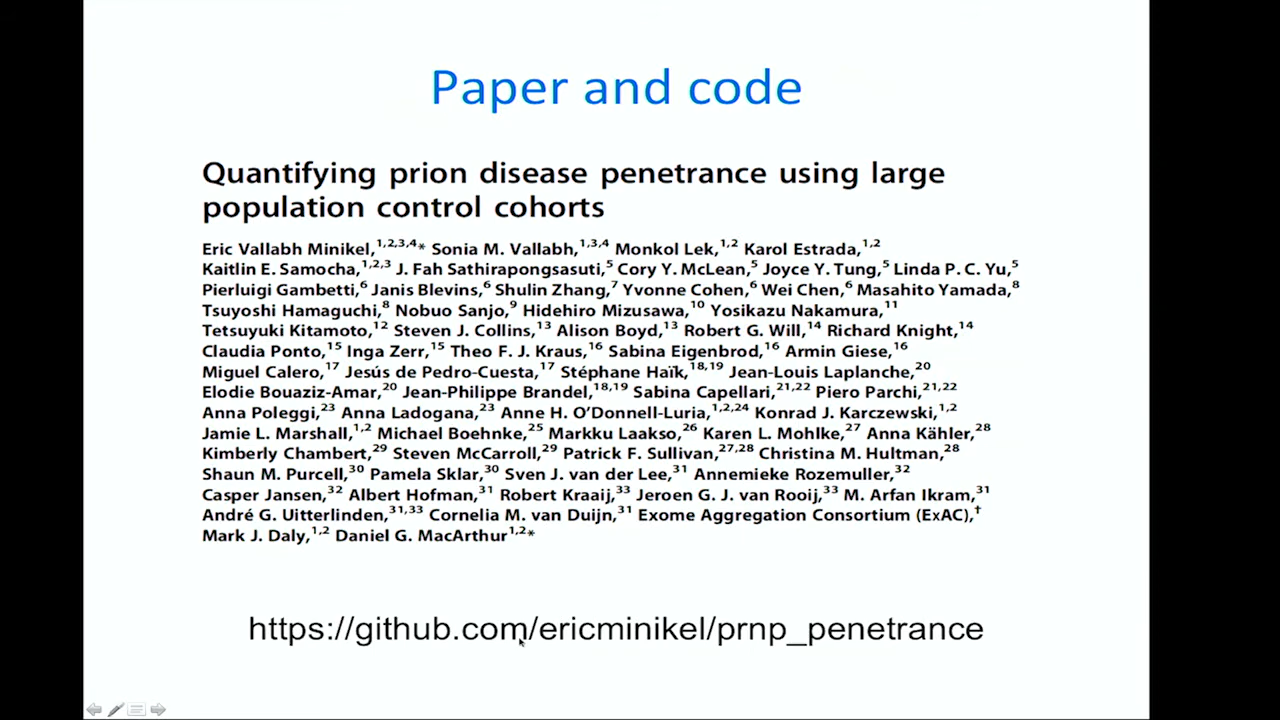 Paper and code
Quantifying prion disease penetrance using large
population control cohorts
Eric Vallabh Minikel,1,2,3,4* Sonia M. Vallabh,1,3,4 Monkol Lek,1,2 Karol Estrada,1,2
Kaitlin E. Samocha,1,2,3 J. Fah Sathirapongsasuti,5 Cory Y. McLean,5 Joyce Y. Tung,5 Linda P. C. Yu,5
Pierluigi Gambetti,6 Janis Blevins,6 Shulin Zhang,7 Yvonne Cohen,6 Wei Chen,6 Masahito Yamada,8
Tsuyoshi Hamaguchi,8 Nobuo Sanjo,9 Hidehiro Mizusawa,10 Yosikazu Nakamura,11
Tetsuyuki Kitamoto,12 Steven J. Collins,13 Alison Boyd,13 Robert G. Will,14 Richard Knight,14
Claudia Ponto,15 Inga Zerr,15 Theo F. J. Kraus,16 Sabina Eigenbrod,16 Armin Giese,16
Miguel Calero,17 Jesús de Pedro-Cuesta,17 Stéphane Haïk,18,19 Jean-Louis Laplanche,20
Elodie Bouaziz-Amar,20 Jean-Philippe Brandel,18,19 Sabina Capellari,21,22 Piero Parchi,21,22
Anna Poleggi,23 Anna Ladogana,23 Anne H. O'Donnell-Luria,1,2,24 Konrad J. Karczewski,1,2
Jamie L. Marshall,1,2 Michael Boehnke,25 Markku Laakso,26 Karen L. Mohlke,27 Anna Kähler,28
Kimberly Chambert,29 Steven McCarroll,29 Patrick F. Sullivan,27,28 Christina M. Hultman,28
Shaun M. Purcell,30 Pamela Sklar,30 Sven J. van der Lee,31 Annemieke Rozemuller,32
Casper Jansen,32 Albert Hofman,31 Robert Kraaij,33 Jeroen G. J. van Rooij,33 M. Arfan Ikram,31
André G. Uitterlinden,31,33 Cornelia M. van Duijn,31 Exome Aggregation Consortium (ExAC),†
Mark J. Daly,1,2 Daniel G. MacArthur1,2*
https://github.com/ericminikel/prnp_penetrance